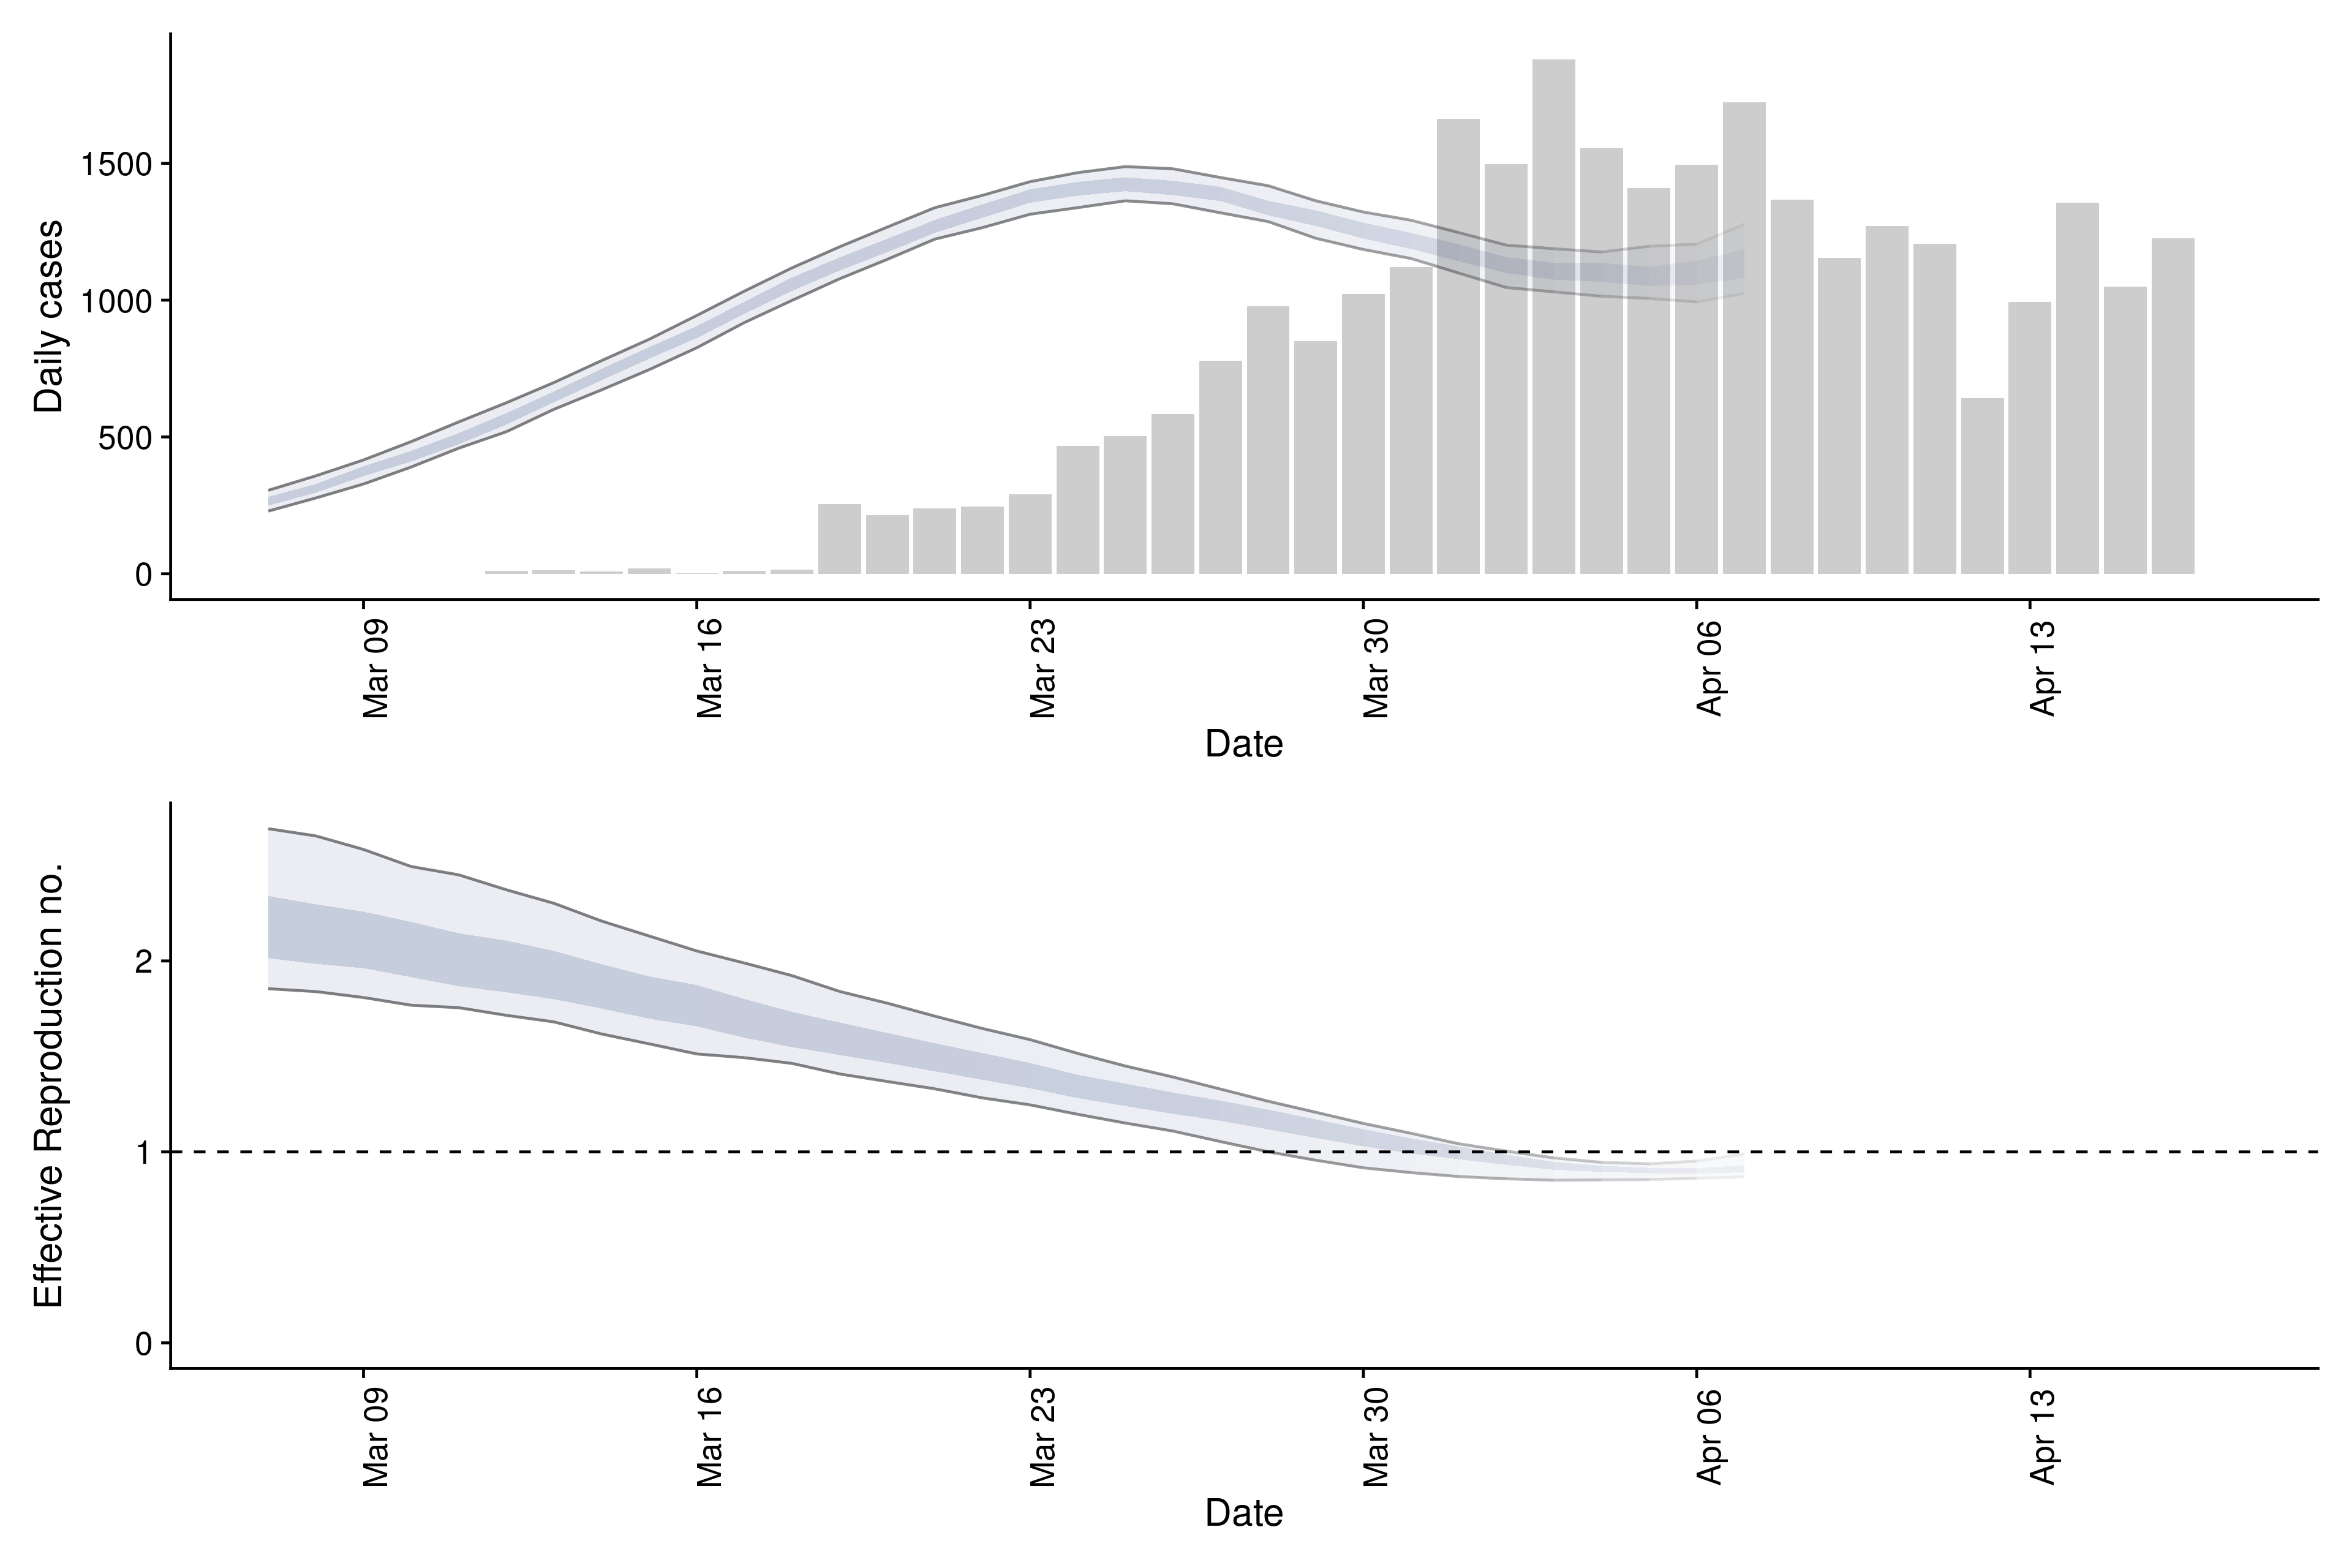 Daily cases
1500
1000
500
0
Mar 09
Mar 16
Mar 23
Mar 30
Apr 06
Apr 13
Date
Effective Reproduction no.
2
1
0
Mar 09
Mar 16
Mar 23
Mar 30
Apr 06
Apr 13
Date